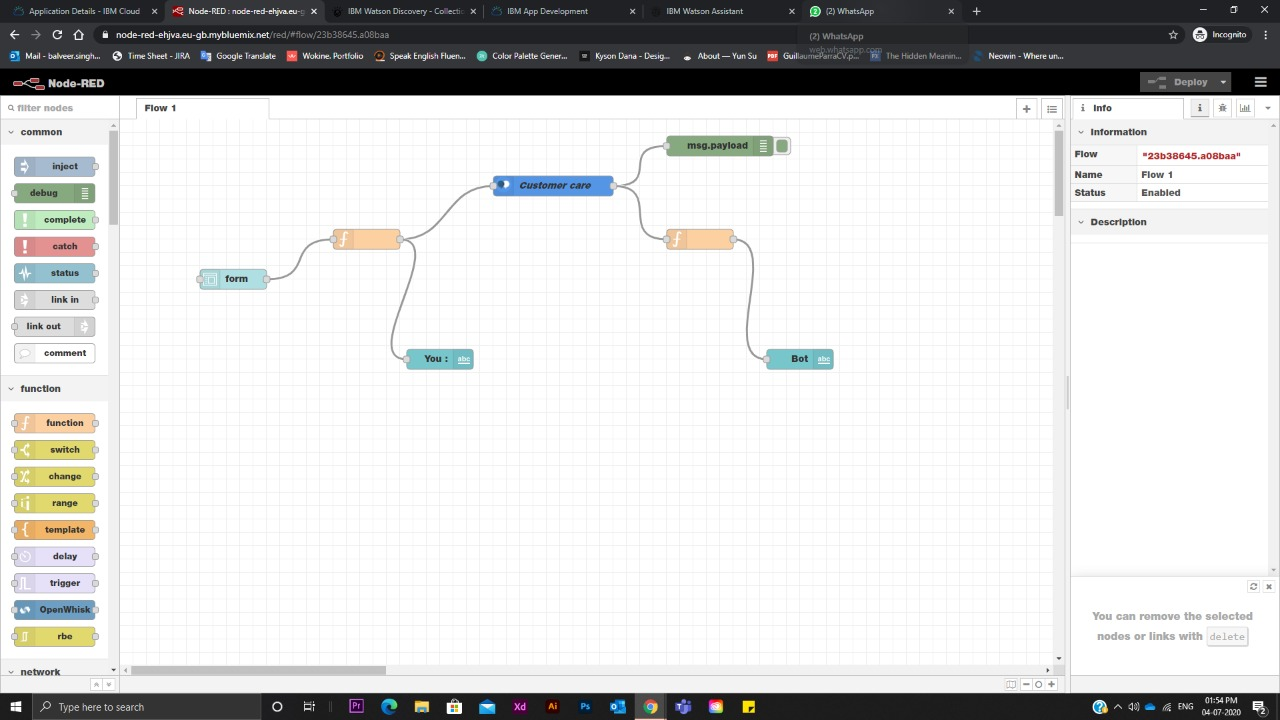 Application Details - IBM Cloud
Node-RED : node-red-ehjva.eu-g
IBM Watson Discovery - Collectio
IBM App Development
IBM Watson Assistant
(2) WhatsApp
Incognito
node-red-ehjva.eu-gb.mybluemix.net/red/#flow/23b38645.a08baa
(2) WhatsApp
web.whatsapp.com
Mail - balveer.singh...
Time Sheet - JIRA
Google Translate
Wokine, Portfolio
Speak English Fluen...
Color Palette Gener...
Kyson Dana - Desig...
About — Yun Su
GuillaumeParraCV.p...
The Hidden Meanin...
Neowin - Where un...
Node-RED
Deploy
filter nodes
Flow 1
Info
common
inject
debug
complete
catch
status
link in
link out
comment
function
function
switch
change
range
template
delay
trigger
OpenWhisk
rbe
network
msg.payload
Customer care
form
You :
abc
Bot
abc
Information
Flow "23b38645.a08baa"
Name Flow 1
Status Enabled
Description
You can remove the selected
nodes or links with delete
Type here to search
Pr
Xd
Ai
Ps
ENG
01:54 PM
04-07-2020
2